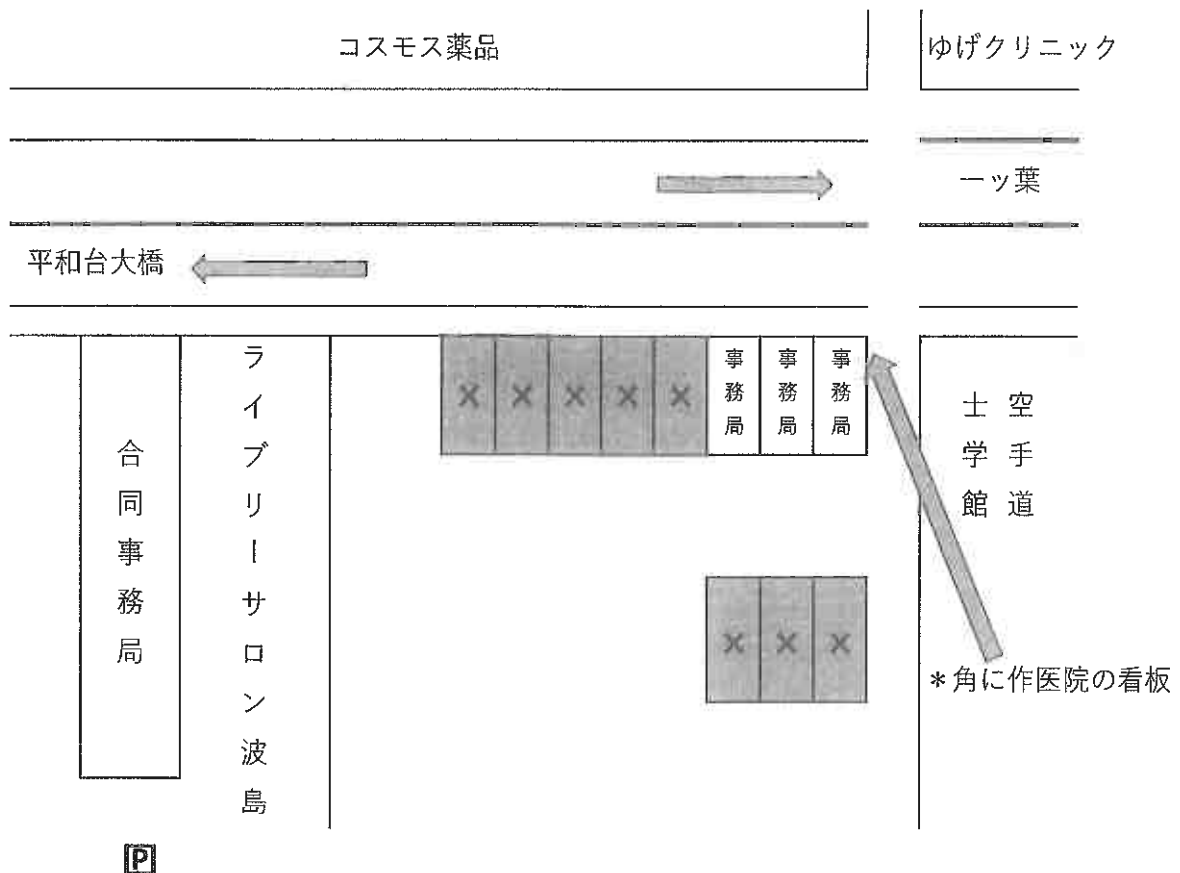 コスモス薬品
ゆげクリニック
一ッ葉
平和台大橋
合同事務局
ライブリーサロン波島
×
×
×
×
×
事務局
事務局
事務局
空手道
士学館
×
×
×
＊角に作医院の看板
P